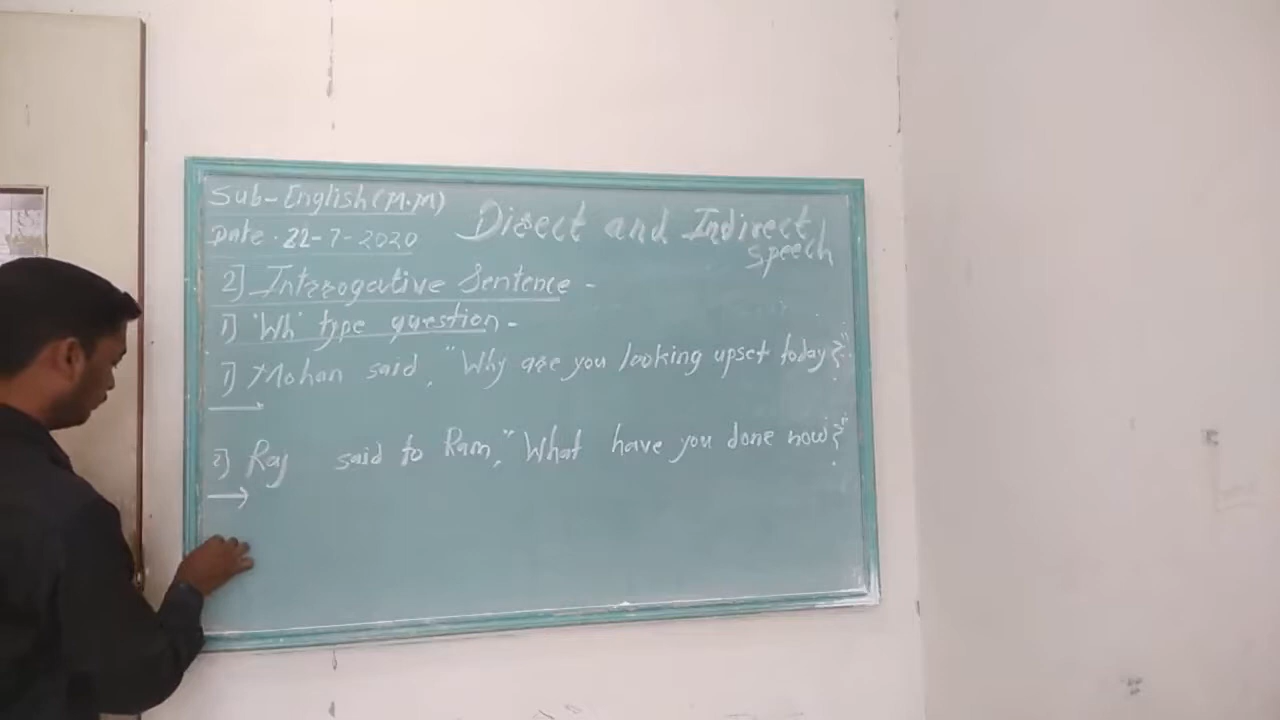 Sub- English (M.M)
Date. 22-7-2020
Direct and Indirect
speech
2] Interrogative Sentence -
1) 'Wh' type question -
1) Mohan said, "Why are you looking upset today?"
2) Raj said to Ram, "What have you done now?"